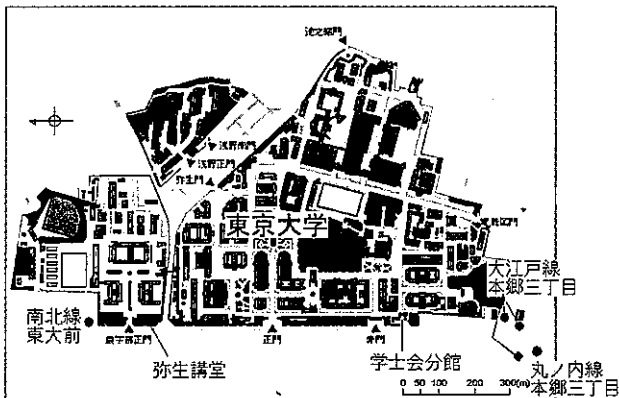 池之端門
浅野南門
浅野正門
弥生門
東京大学
龍岡門
大江戸線
本郷三丁目
南北線
東大前
農学部正門
正門
赤門
弥生講堂
学士会分館
0 50 100 200 300(m)
丸ノ内線
本郷三丁目